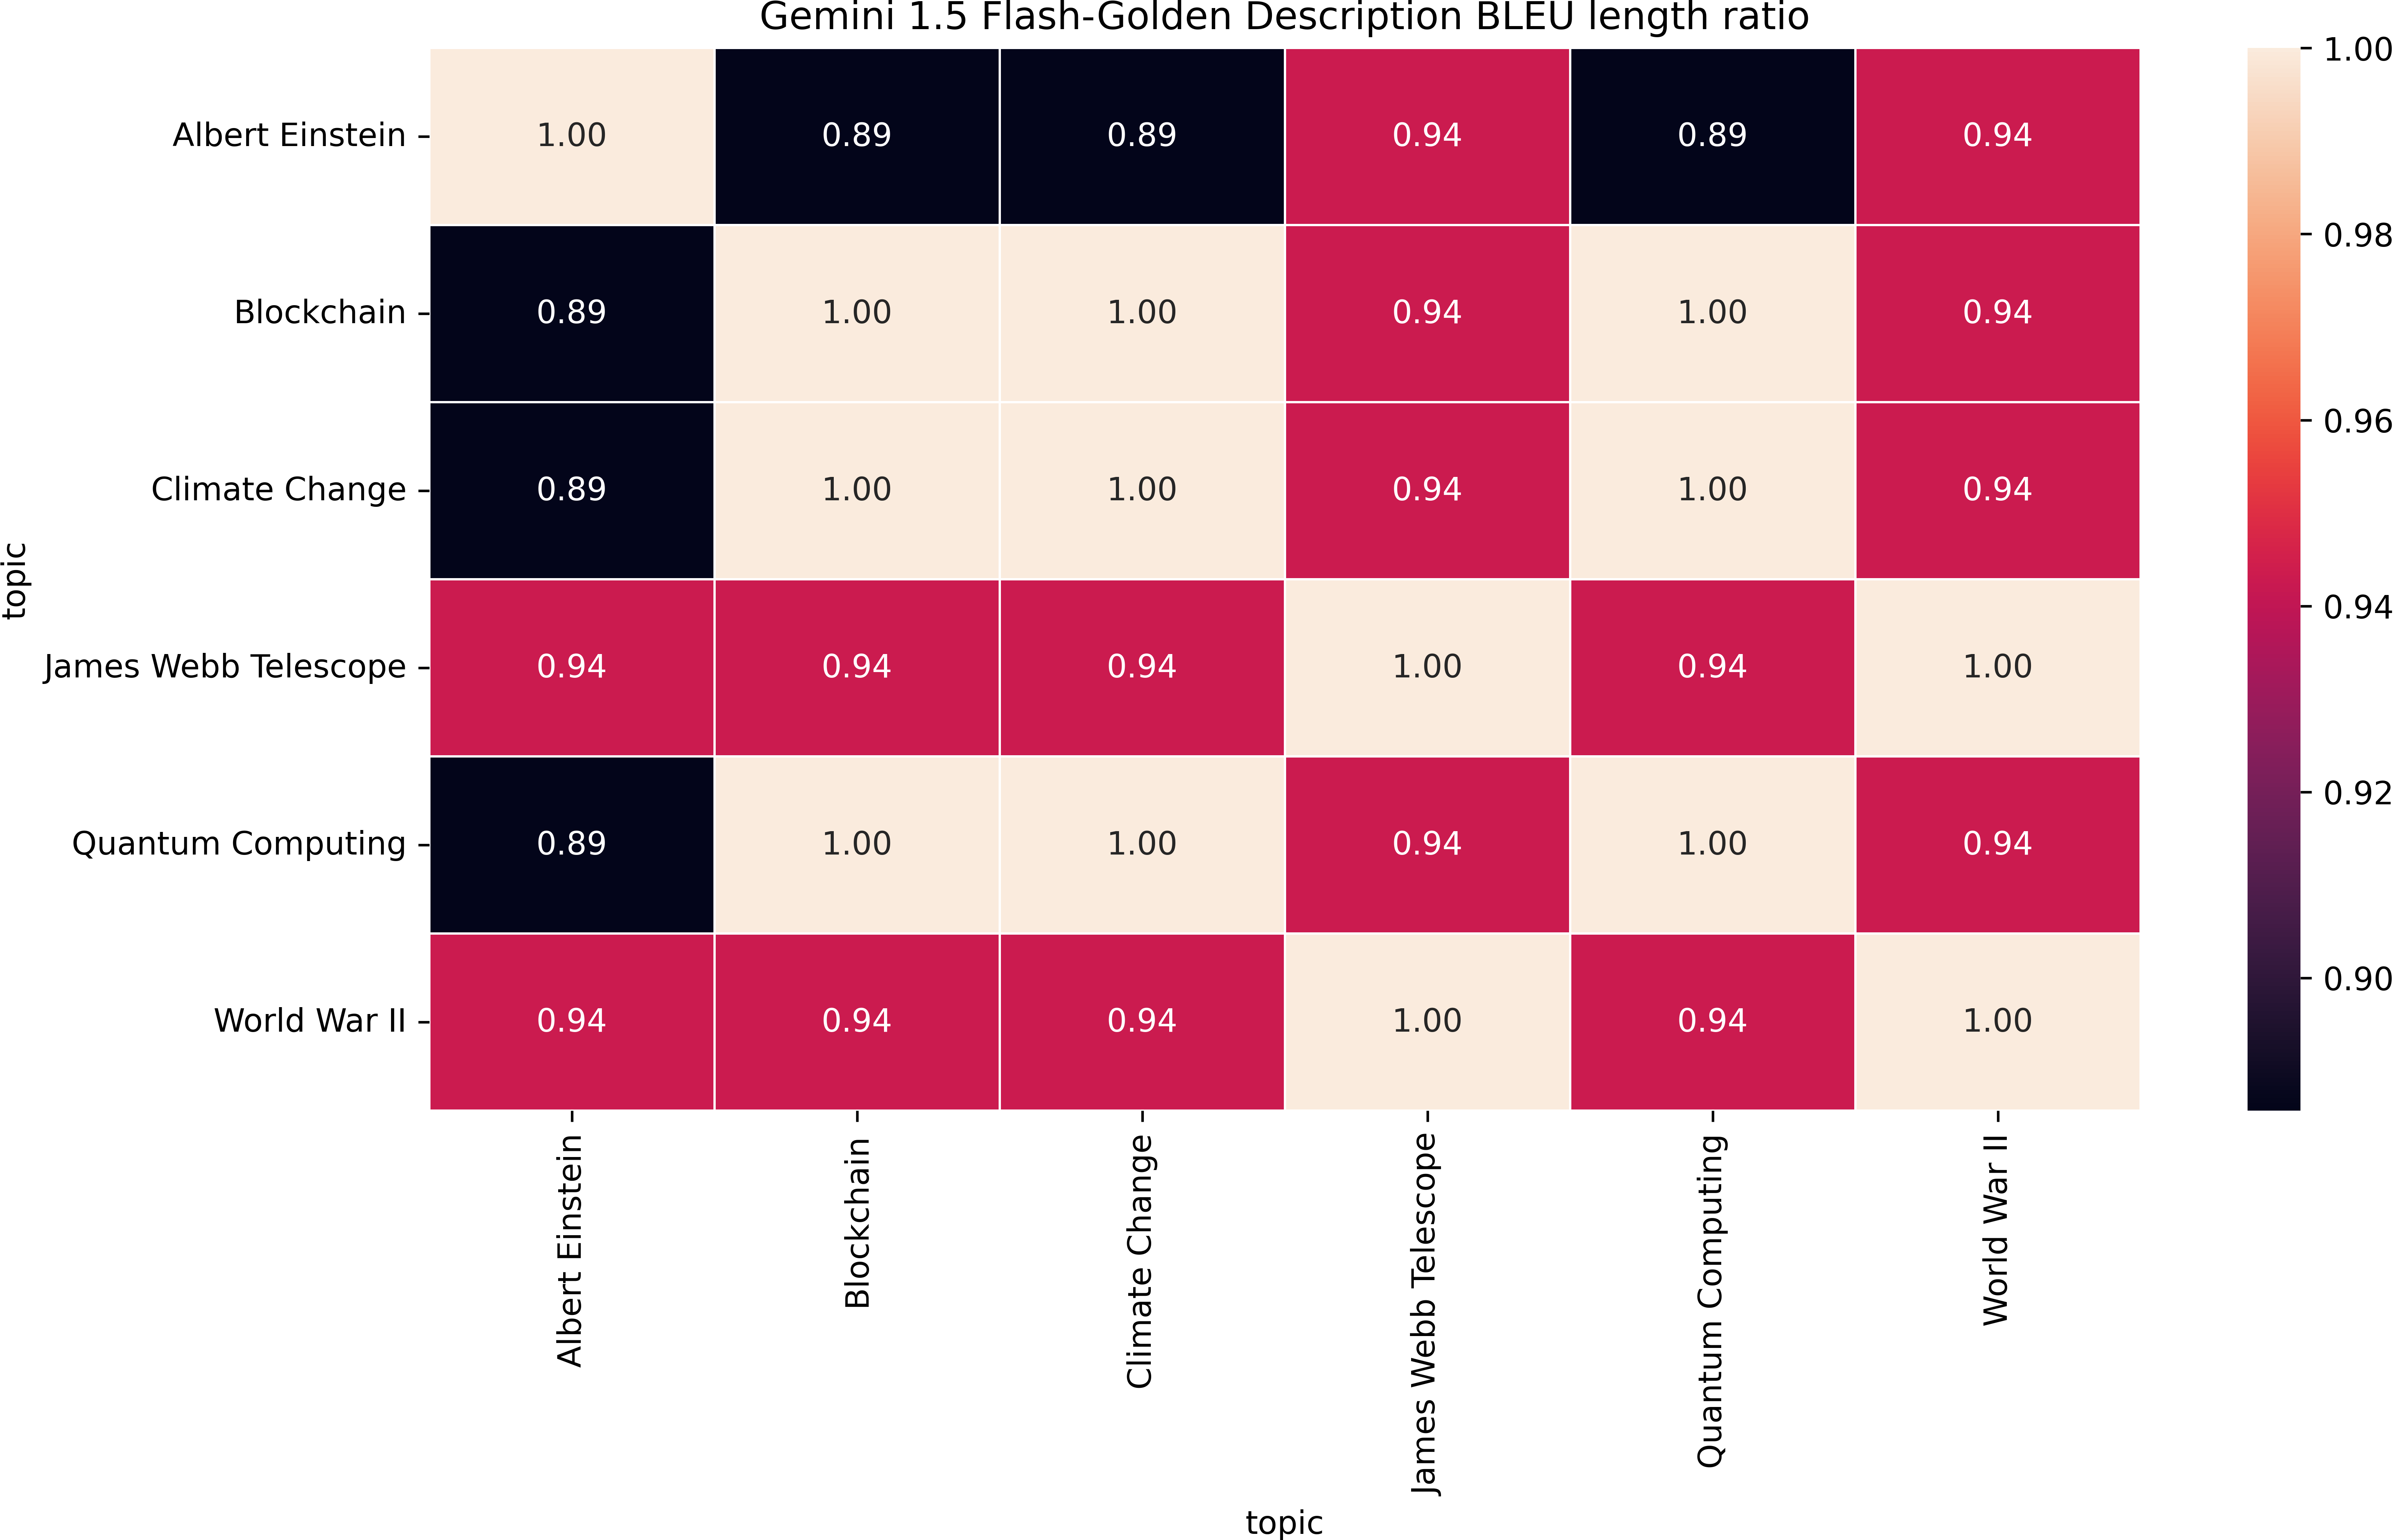 Gemini 1.5 Flash-Golden Description BLEU length ratio
topic
Albert Einstein 1.00 0.89 0.89 0.94 0.89 0.94
Blockchain 0.89 1.00 1.00 0.94 1.00 0.94
Climate Change 0.89 1.00 1.00 0.94 1.00 0.94
James Webb Telescope 0.94 0.94 0.94 1.00 0.94 1.00
Quantum Computing 0.89 1.00 1.00 0.94 1.00 0.94
World War II 0.94 0.94 0.94 1.00 0.94 1.00
Albert Einstein
Blockchain
Climate Change
James Webb Telescope
Quantum Computing
World War II
topic
1.00
0.98
0.96
0.94
0.92
0.90